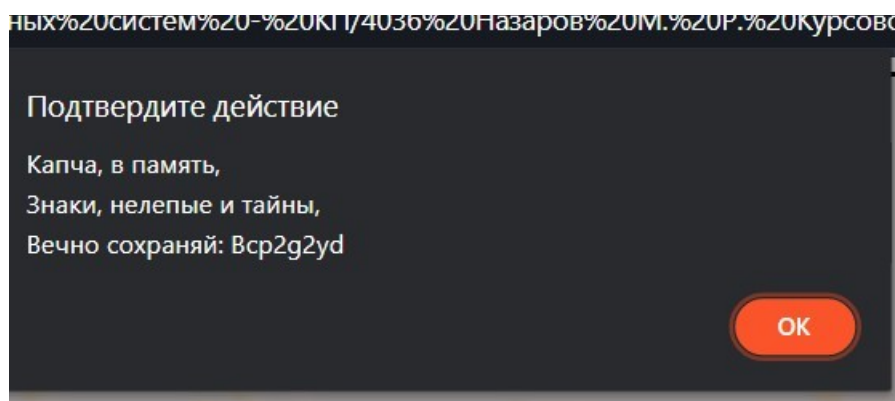 ных%20систем%20-%20КП/4036%20Назаров%20М.%20Р.%20Курсово
Подтвердите действие
Капча, в память,
Знаки, нелепые и тайны,
Вечно сохраняй: Bcp2g2yd
ОК